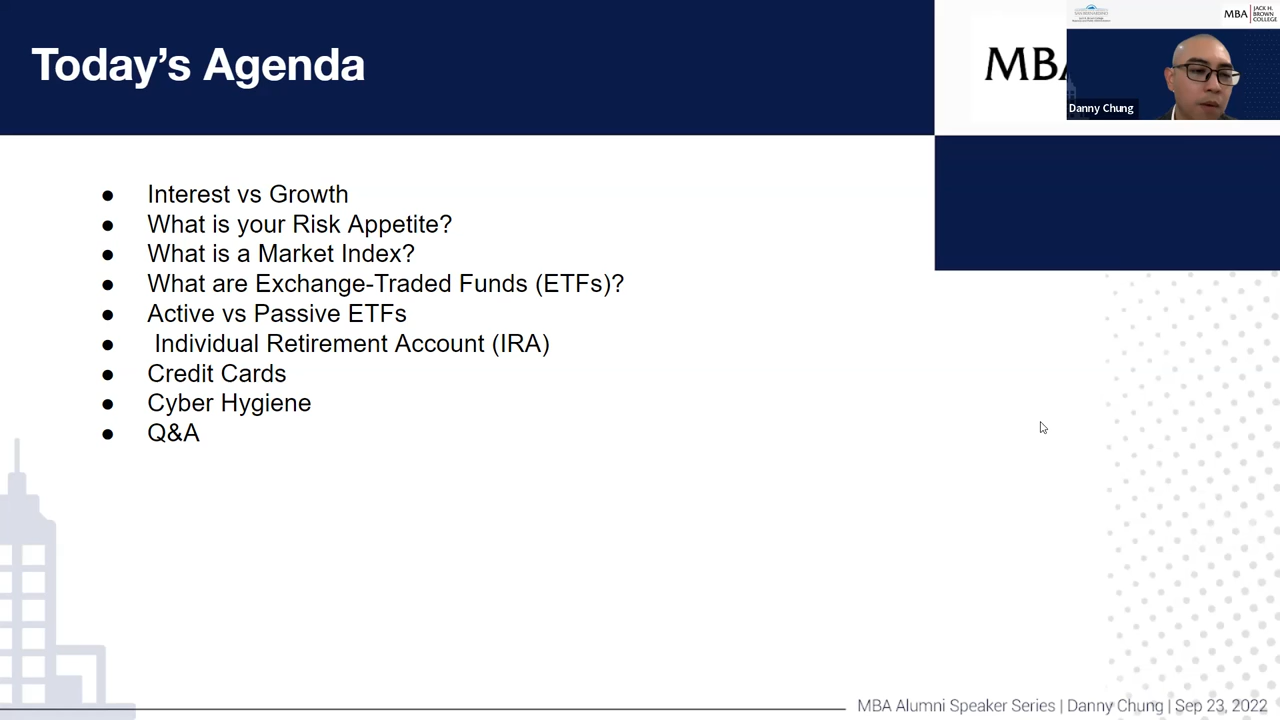 Today’s Agenda
MBA
MBA JACK H.
BROWN
COLLEGE
Danny Chung
● Interest vs Growth
● What is your Risk Appetite?
● What is a Market Index?
● What are Exchange-Traded Funds (ETFs)?
● Active vs Passive ETFs
● Individual Retirement Account (IRA)
● Credit Cards
● Cyber Hygiene
● Q&A
MBA Alumni Speaker Series | Danny Chung | Sep 23, 2022